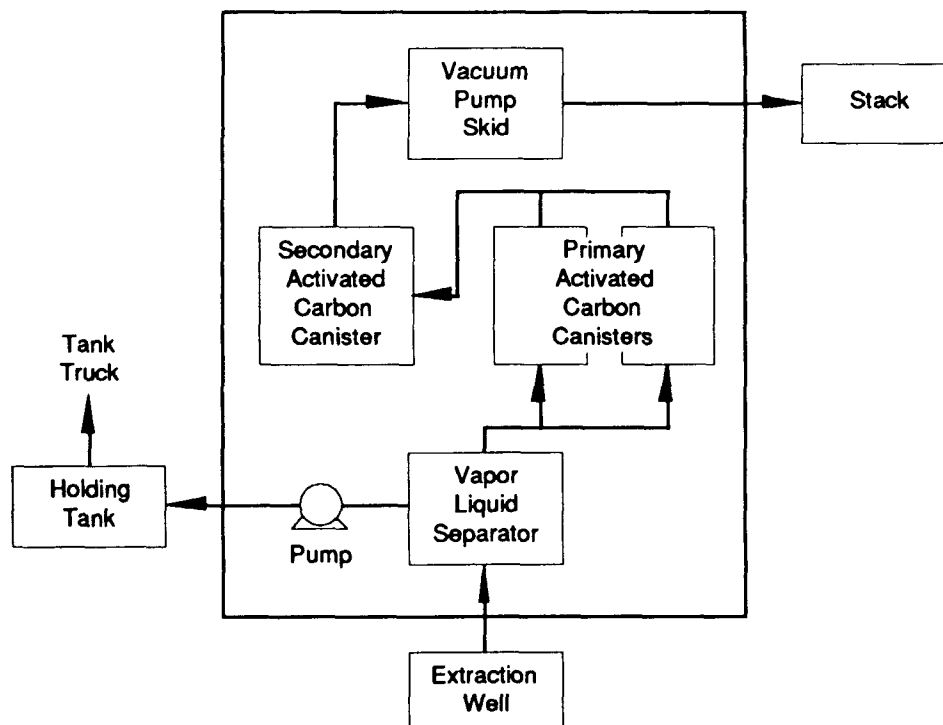 Vacuum
Pump
Skid
Stack
Secondary
Activated
Carbon
Canister
Primary
Activated
Carbon
Canisters
Tank
Truck
Holding
Tank
Pump
Vapor
Liquid
Separator
Extraction
Well